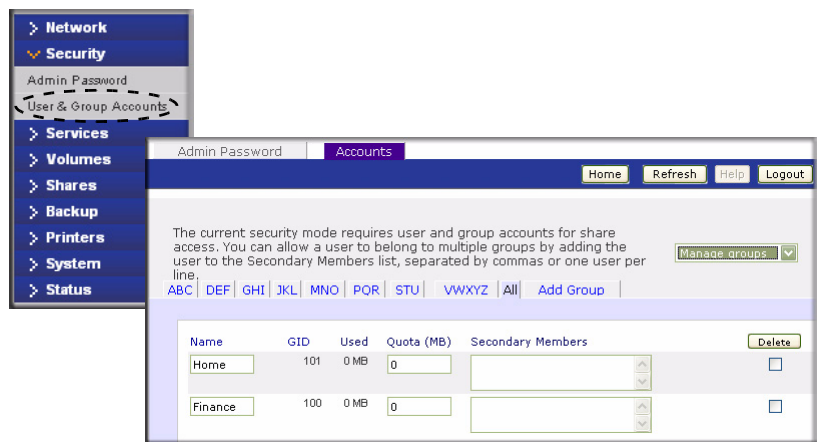 Network
Security
Admin Password
User & Group Accounts
Services
Volumes
Shares
Backup
Printers
System
Status
Admin Password Accounts
Home Refresh Help Logout
The current security mode requires user and group accounts for share
access. You can allow a user to belong to multiple groups by adding the
user to the Secondary Members list, separated by commas or one user per
line.
Manage groups
ABC DEF GHI JKL MNO PQR STU VWXYZ All Add Group
Name GID Used Quota (MB) Secondary Members Delete
Home 101 0 MB 0
Finance 100 0 MB 0